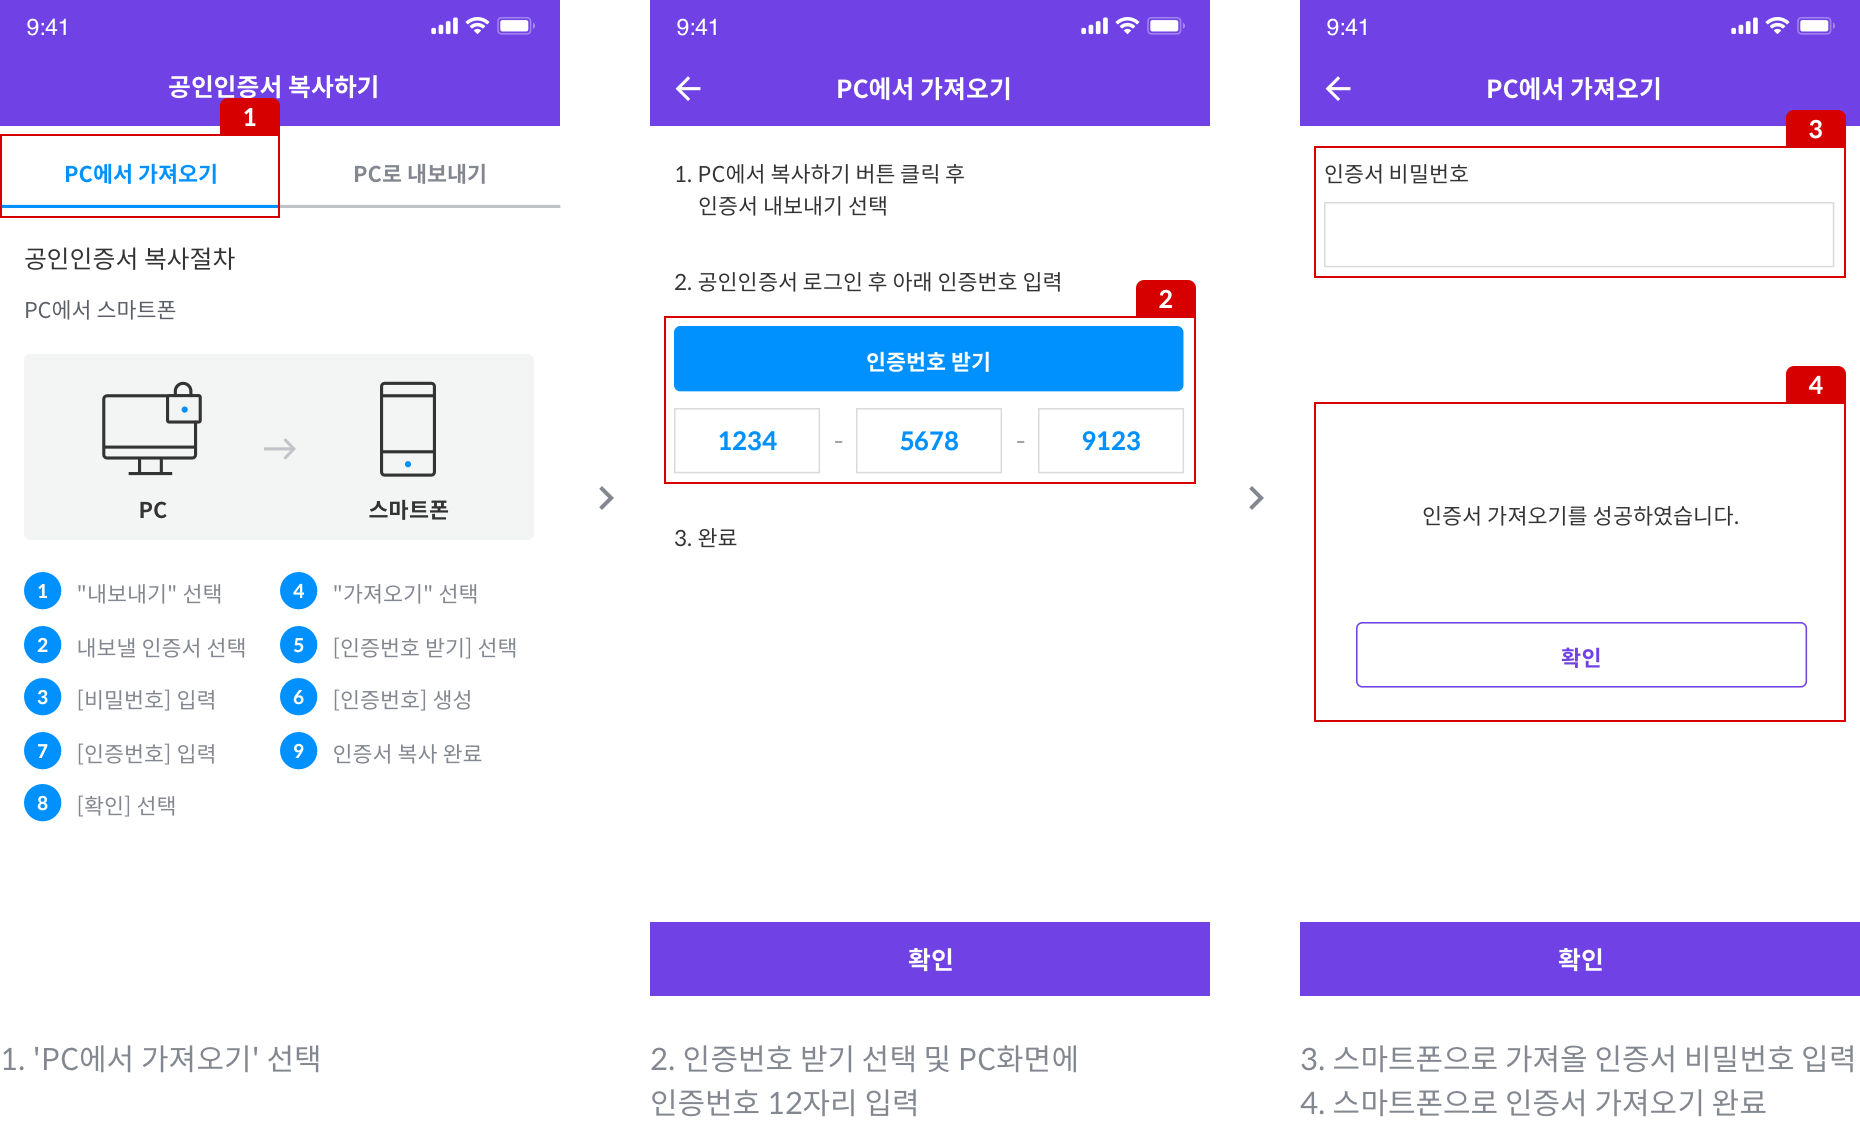 9:41
공인인증서 복사하기
1
PC에서 가져오기
PC로 내보내기
공인인증서 복사절차
PC에서 스마트폰
PC
스마트폰
1 "내보내기" 선택
4 "가져오기" 선택
2 내보낼 인증서 선택
5 [인증번호 받기] 선택
3 [비밀번호] 입력
6 [인증번호] 생성
7 [인증번호] 입력
9 인증서 복사 완료
8 [확인] 선택
1. 'PC에서 가져오기' 선택
9:41
PC에서 가져오기
1. PC에서 복사하기 버튼 클릭 후
인증서 내보내기 선택
2. 공인인증서 로그인 후 아래 인증번호 입력
2
인증번호 받기
1234 - 5678 - 9123
3. 완료
확인
2. 인증번호 받기 선택 및 PC화면에
인증번호 12자리 입력
9:41
PC에서 가져오기
3
인증서 비밀번호
4
인증서 가져오기를 성공하였습니다.
확인
확인
3. 스마트폰으로 가져올 인증서 비밀번호 입력
4. 스마트폰으로 인증서 가져오기 완료